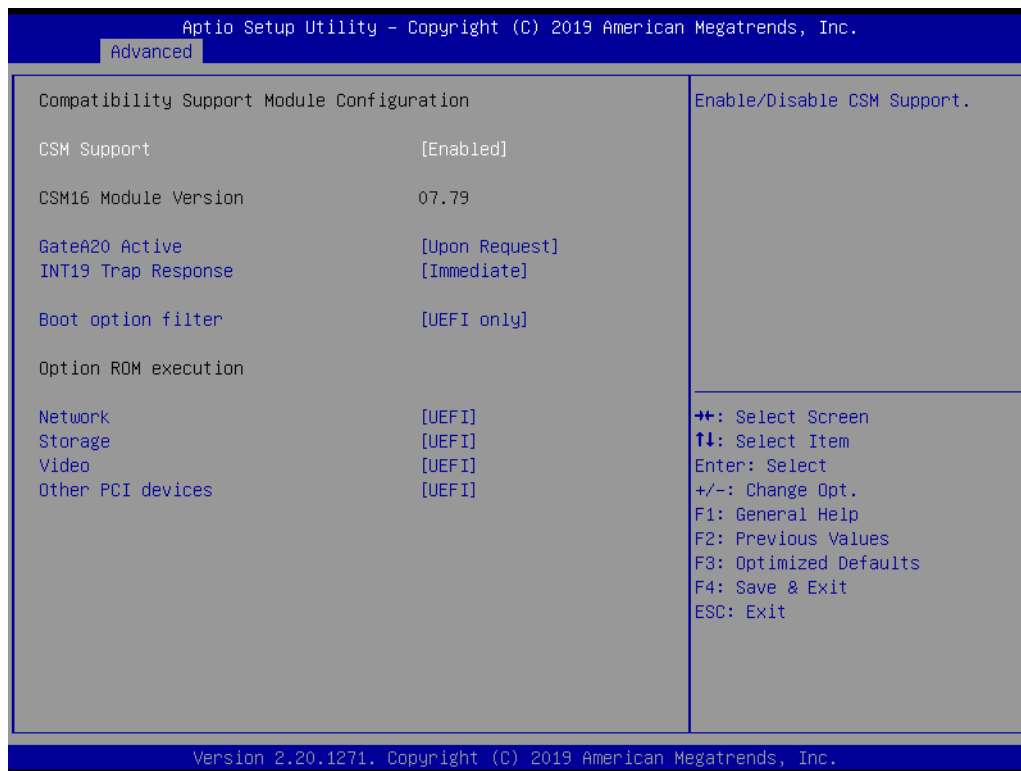 Aptio Setup Utility – Copyright (C) 2019 American Megatrends, Inc.
Advanced
Compatibility Support Module Configuration
CSM Support [Enabled]
CSM16 Module Version 07.79
GateA20 Active [Upon Request]
INT19 Trap Response [Immediate]
Boot option filter [UEFI only]
Option ROM execution
Network [UEFI]
Storage [UEFI]
Video [UEFI]
Other PCI devices [UEFI]
Enable/Disable CSM Support.
→←: Select Screen
↑↓: Select Item
Enter: Select
+/-: Change Opt.
F1: General Help
F2: Previous Values
F3: Optimized Defaults
F4: Save & Exit
ESC: Exit
Version 2.20.1271. Copyright (C) 2019 American Megatrends, Inc.